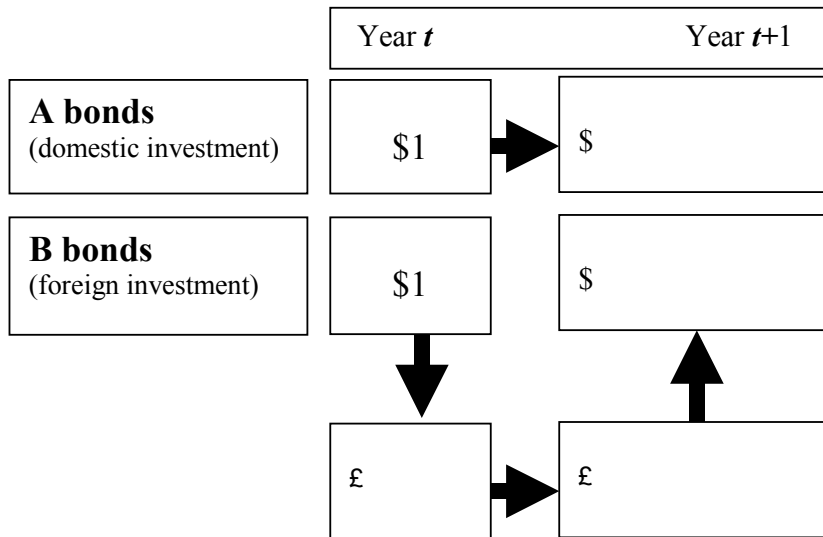 Year t Year t+1
A bonds
(domestic investment)
$1
$
B bonds
(foreign investment)
$1
$
£
£